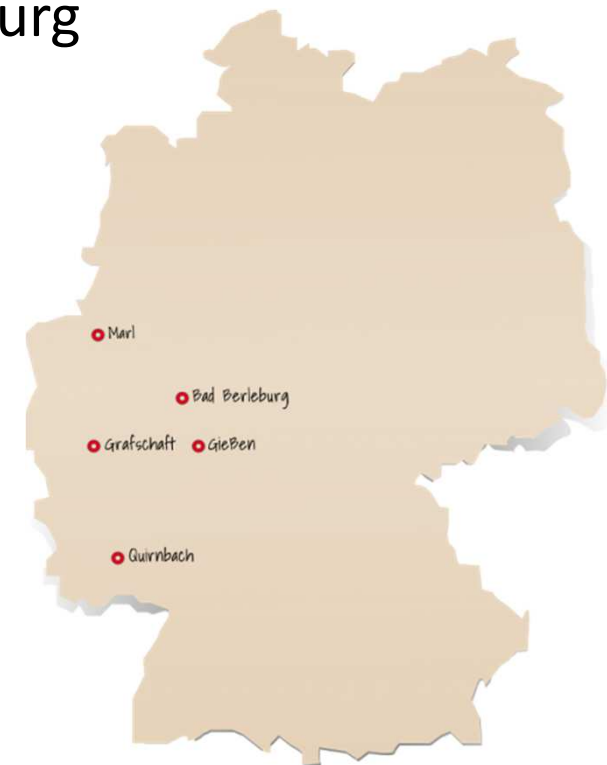 urg
Marl
Bad Berleburg
Grafschaft
Gießen
Quirnbach